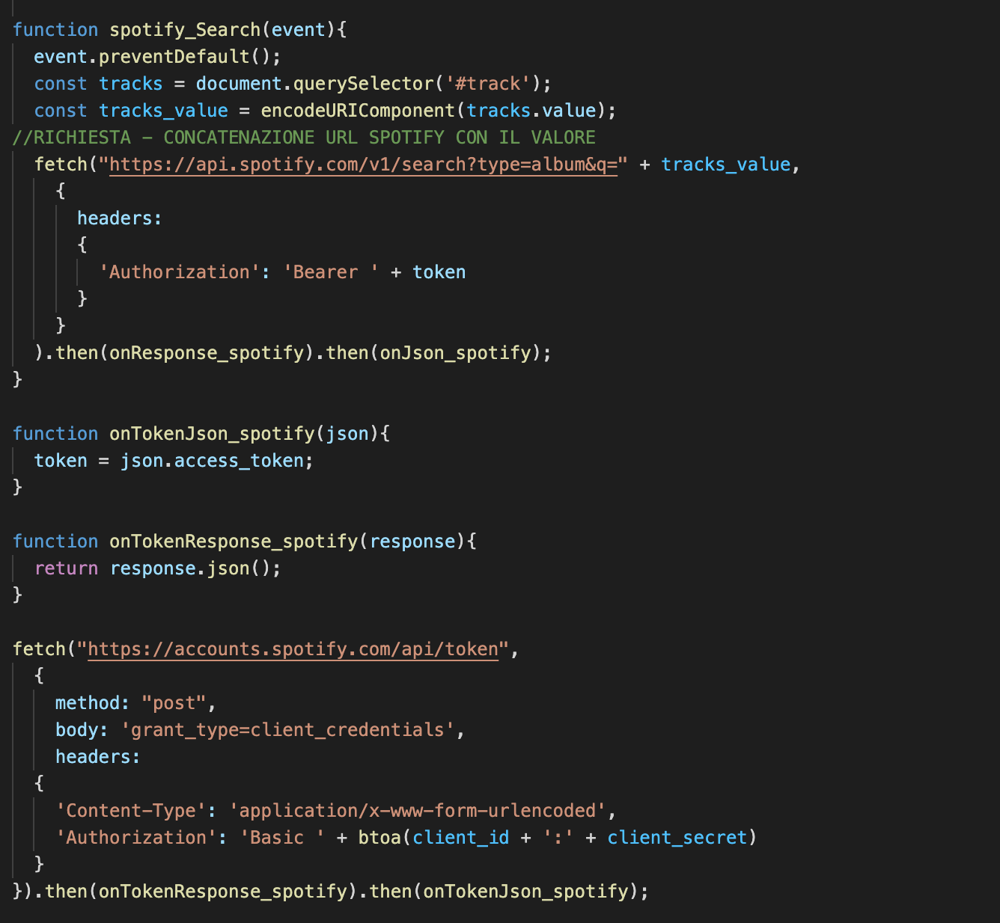 function spotify_Search(event){
  event.preventDefault();
  const tracks = document.querySelector('#track');
  const tracks_value = encodeURIComponent(tracks.value);
//RICHIESTA - CONCATENAZIONE URL SPOTIFY CON IL VALORE
  fetch("https://api.spotify.com/v1/search?type=album&q=" + tracks_value,
    {
      headers:
      {
        'Authorization': 'Bearer ' + token
      }
    }
  ).then(onResponse_spotify).then(onJson_spotify);
}

function onTokenJson_spotify(json){
  token = json.access_token;
}

function onTokenResponse_spotify(response){
  return response.json();
}

fetch("https://accounts.spotify.com/api/token",
  {
    method: "post",
    body: 'grant_type=client_credentials',
    headers:
  {
    'Content-Type': 'application/x-www-form-urlencoded',
    'Authorization': 'Basic ' + btoa(client_id + ':' + client_secret)
  }
}).then(onTokenResponse_spotify).then(onTokenJson_spotify);